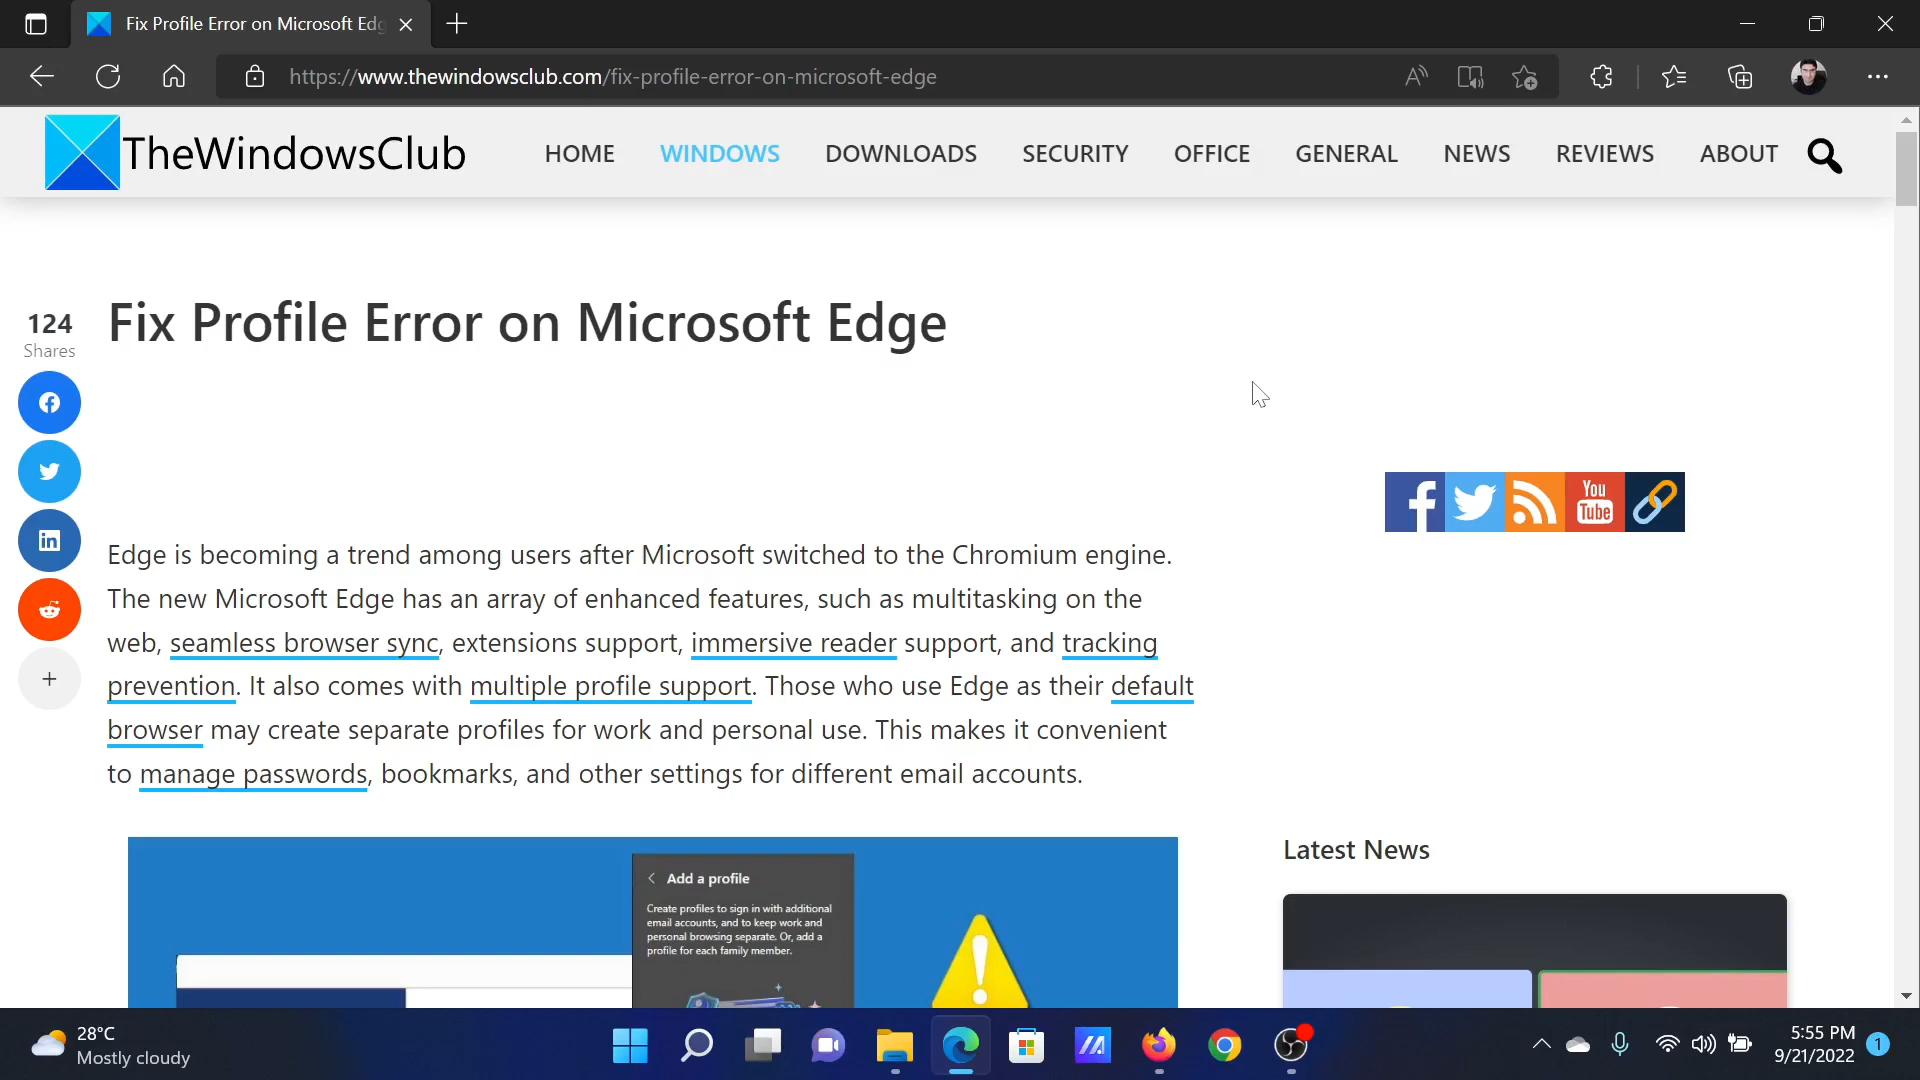 Fix Profile Error on Microsoft Edg
https://www.thewindowsclub.com/fix-profile-error-on-microsoft-edge
TheWindowsClub
HOME WINDOWS DOWNLOADS SECURITY OFFICE GENERAL NEWS REVIEWS ABOUT
124
Shares
Fix Profile Error on Microsoft Edge
You
Tube
Edge is becoming a trend among users after Microsoft switched to the Chromium engine.
The new Microsoft Edge has an array of enhanced features, such as multitasking on the
web, seamless browser sync, extensions support, immersive reader support, and tracking
prevention. It also comes with multiple profile support. Those who use Edge as their default
browser may create separate profiles for work and personal use. This makes it convenient
to manage passwords, bookmarks, and other settings for different email accounts.
Add a profile
Create profiles to sign in with additional
email accounts, and to keep work and
personal browsing separate. Or, add a
profile for each family member.
Latest News
28°C
Mostly cloudy
5:55 PM
9/21/2022
1